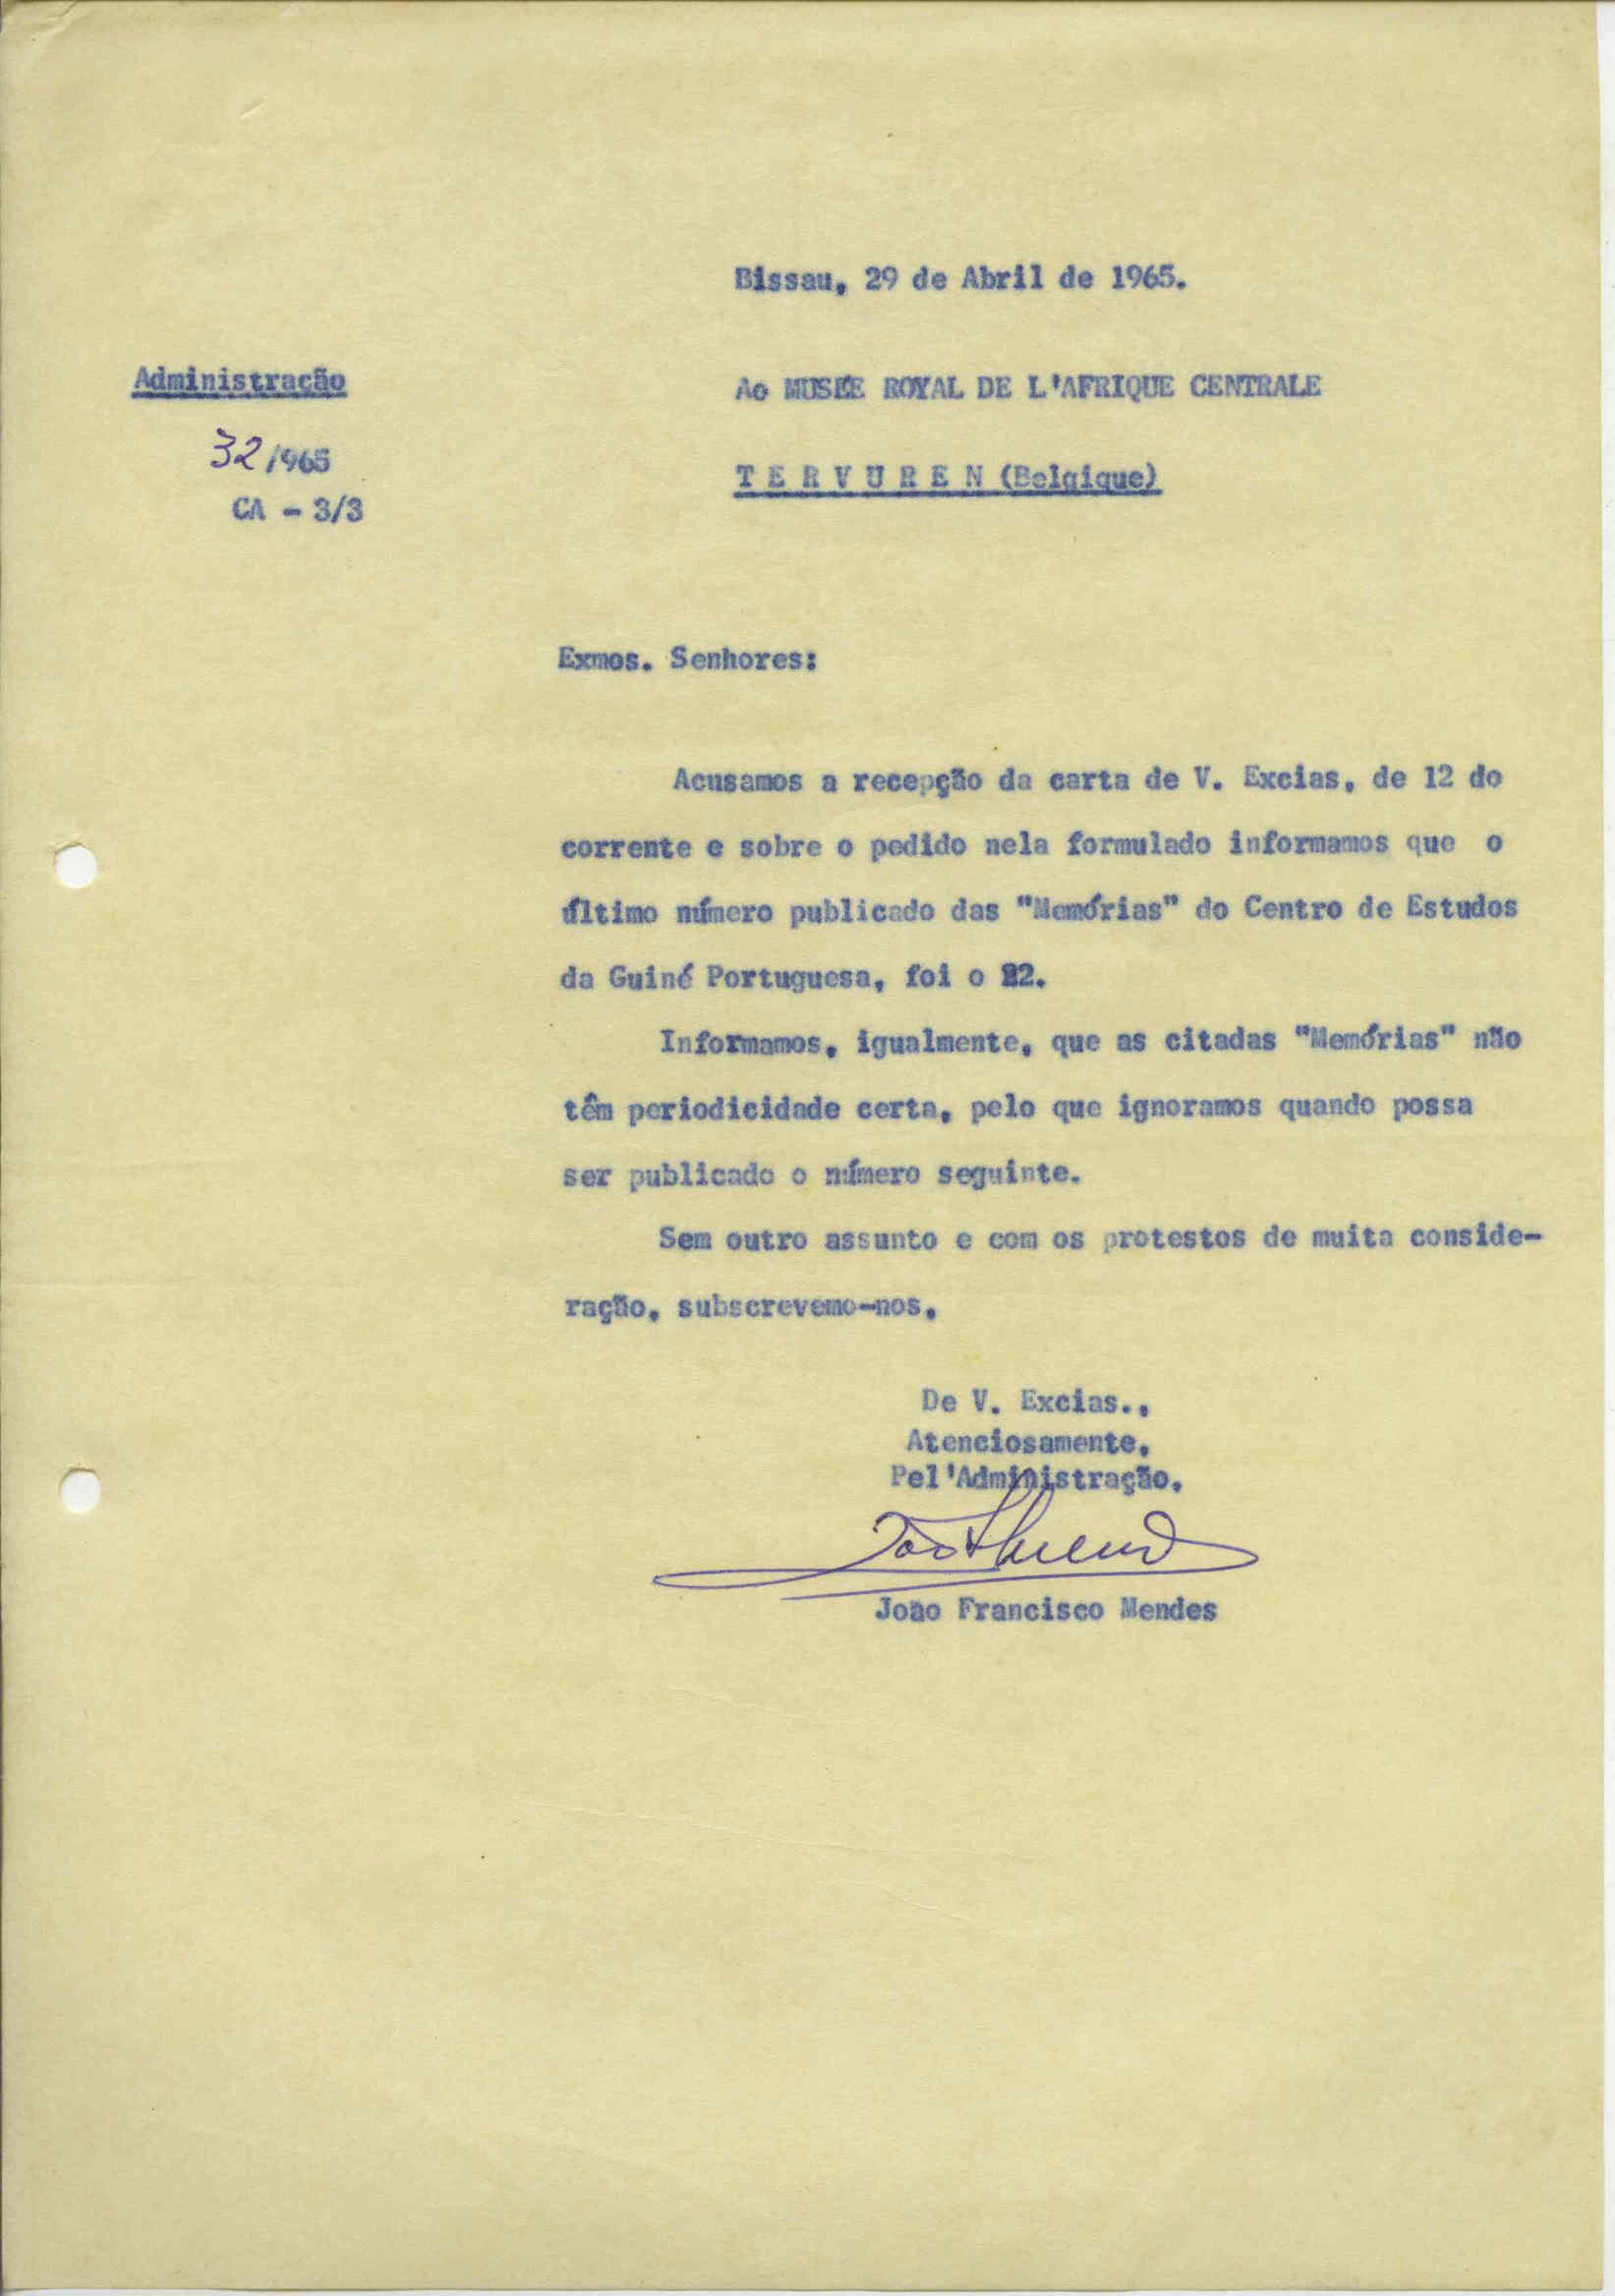 Bissau, 29 de Abril de 1965.
Administração
Ao MUSÉE ROYAL DE L'AFRIQUE CENTRALE
32/965
T E R V U R E N (Belgique)
CA - 3/3
Exmos. Senhores:
Acusamos a recepção da carta de V. Excias, de 12 do
corrente e sobre o pedido nela formulado informamos que o
último número publicado das "Memórias" do Centro de Estudos
da Guiné Portuguesa, foi o 22.
Informamos, igualmente, que as citadas "Memórias" não
têm periodicidade certa, pelo que ignoramos quando possa
ser publicado o número seguinte.
Sem outro assunto e com os protestos de muita conside-
ração, subscrevemo-nos,
De V. Excias.,
Atenciosamente,
Pel'Administração,
João Francisco Mendes